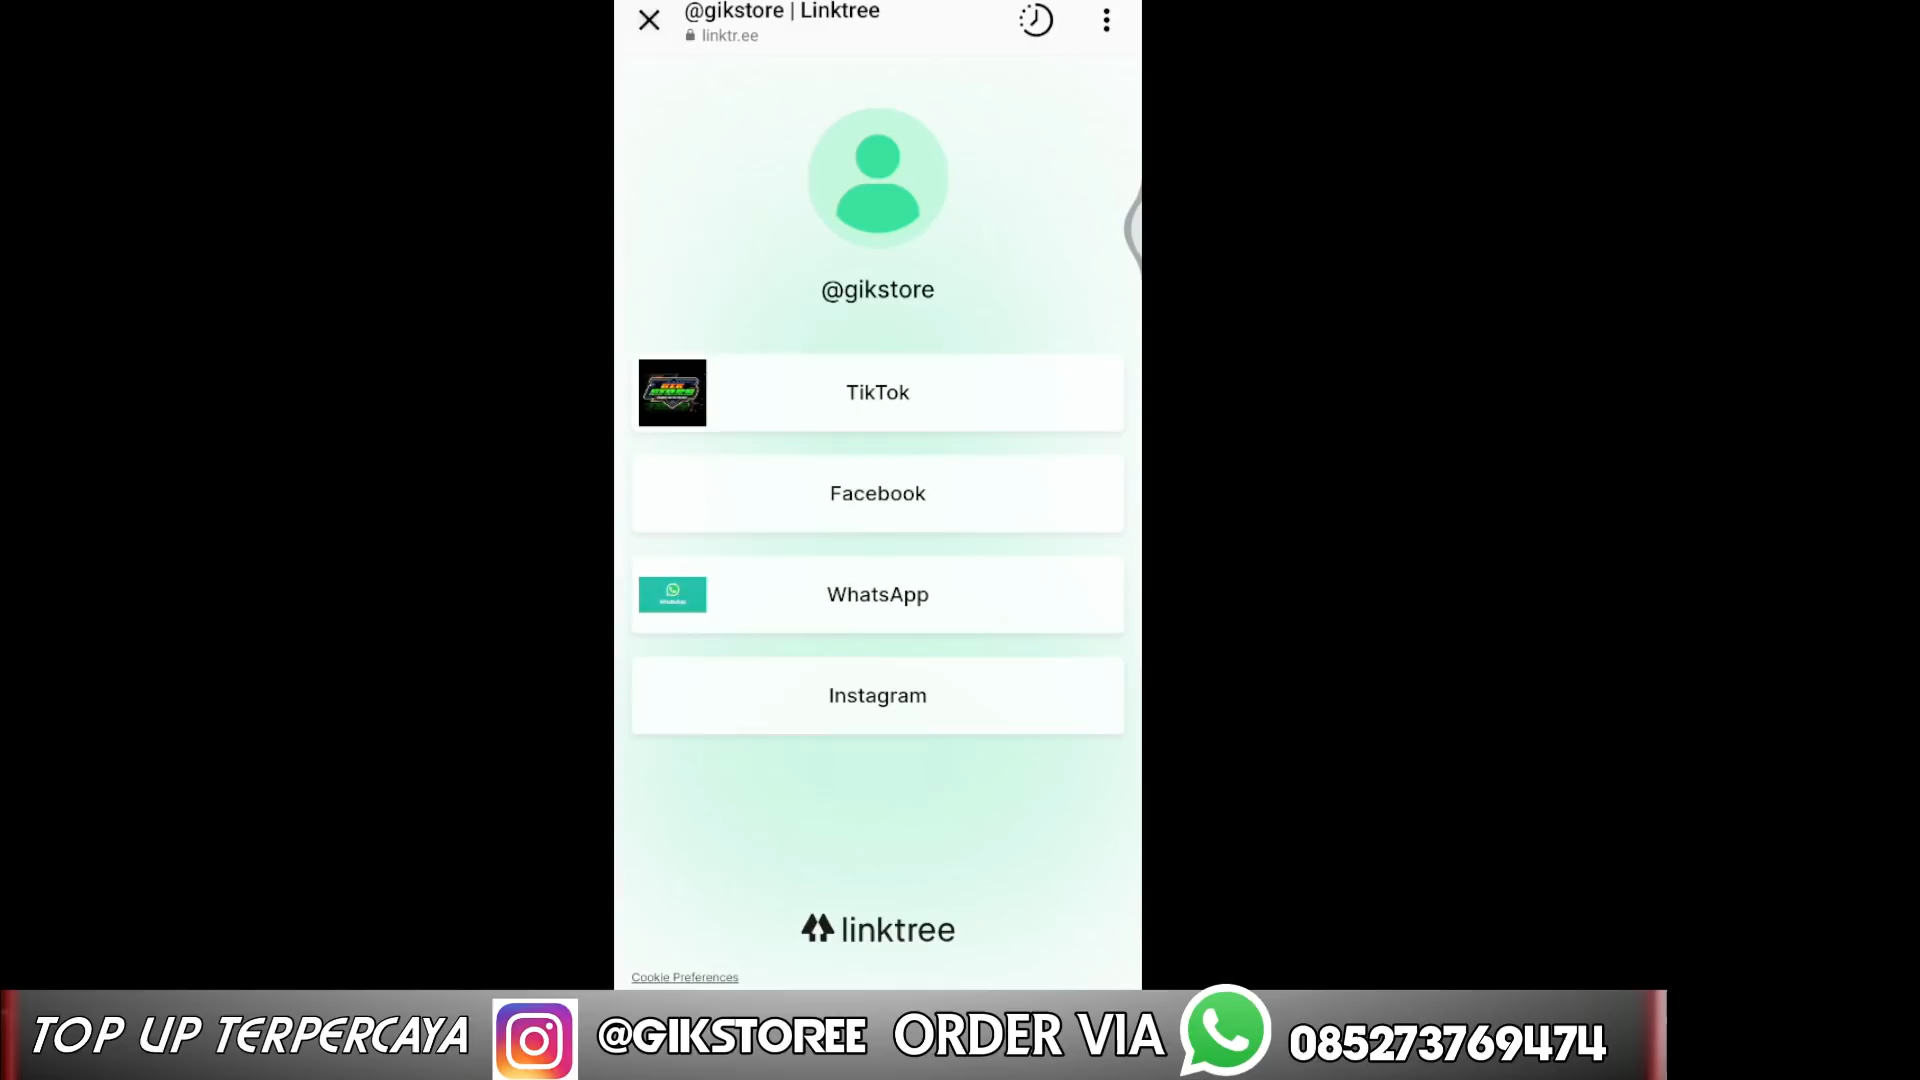 @gikstore | Linktree
linktr.ee
@gikstore
TikTok
Facebook
WhatsApp
WhatsApp
Instagram
linktree
Cookie Preferences
TOP UP TERPERCAYA @GIKSTOREE ORDER VIA 085273769474